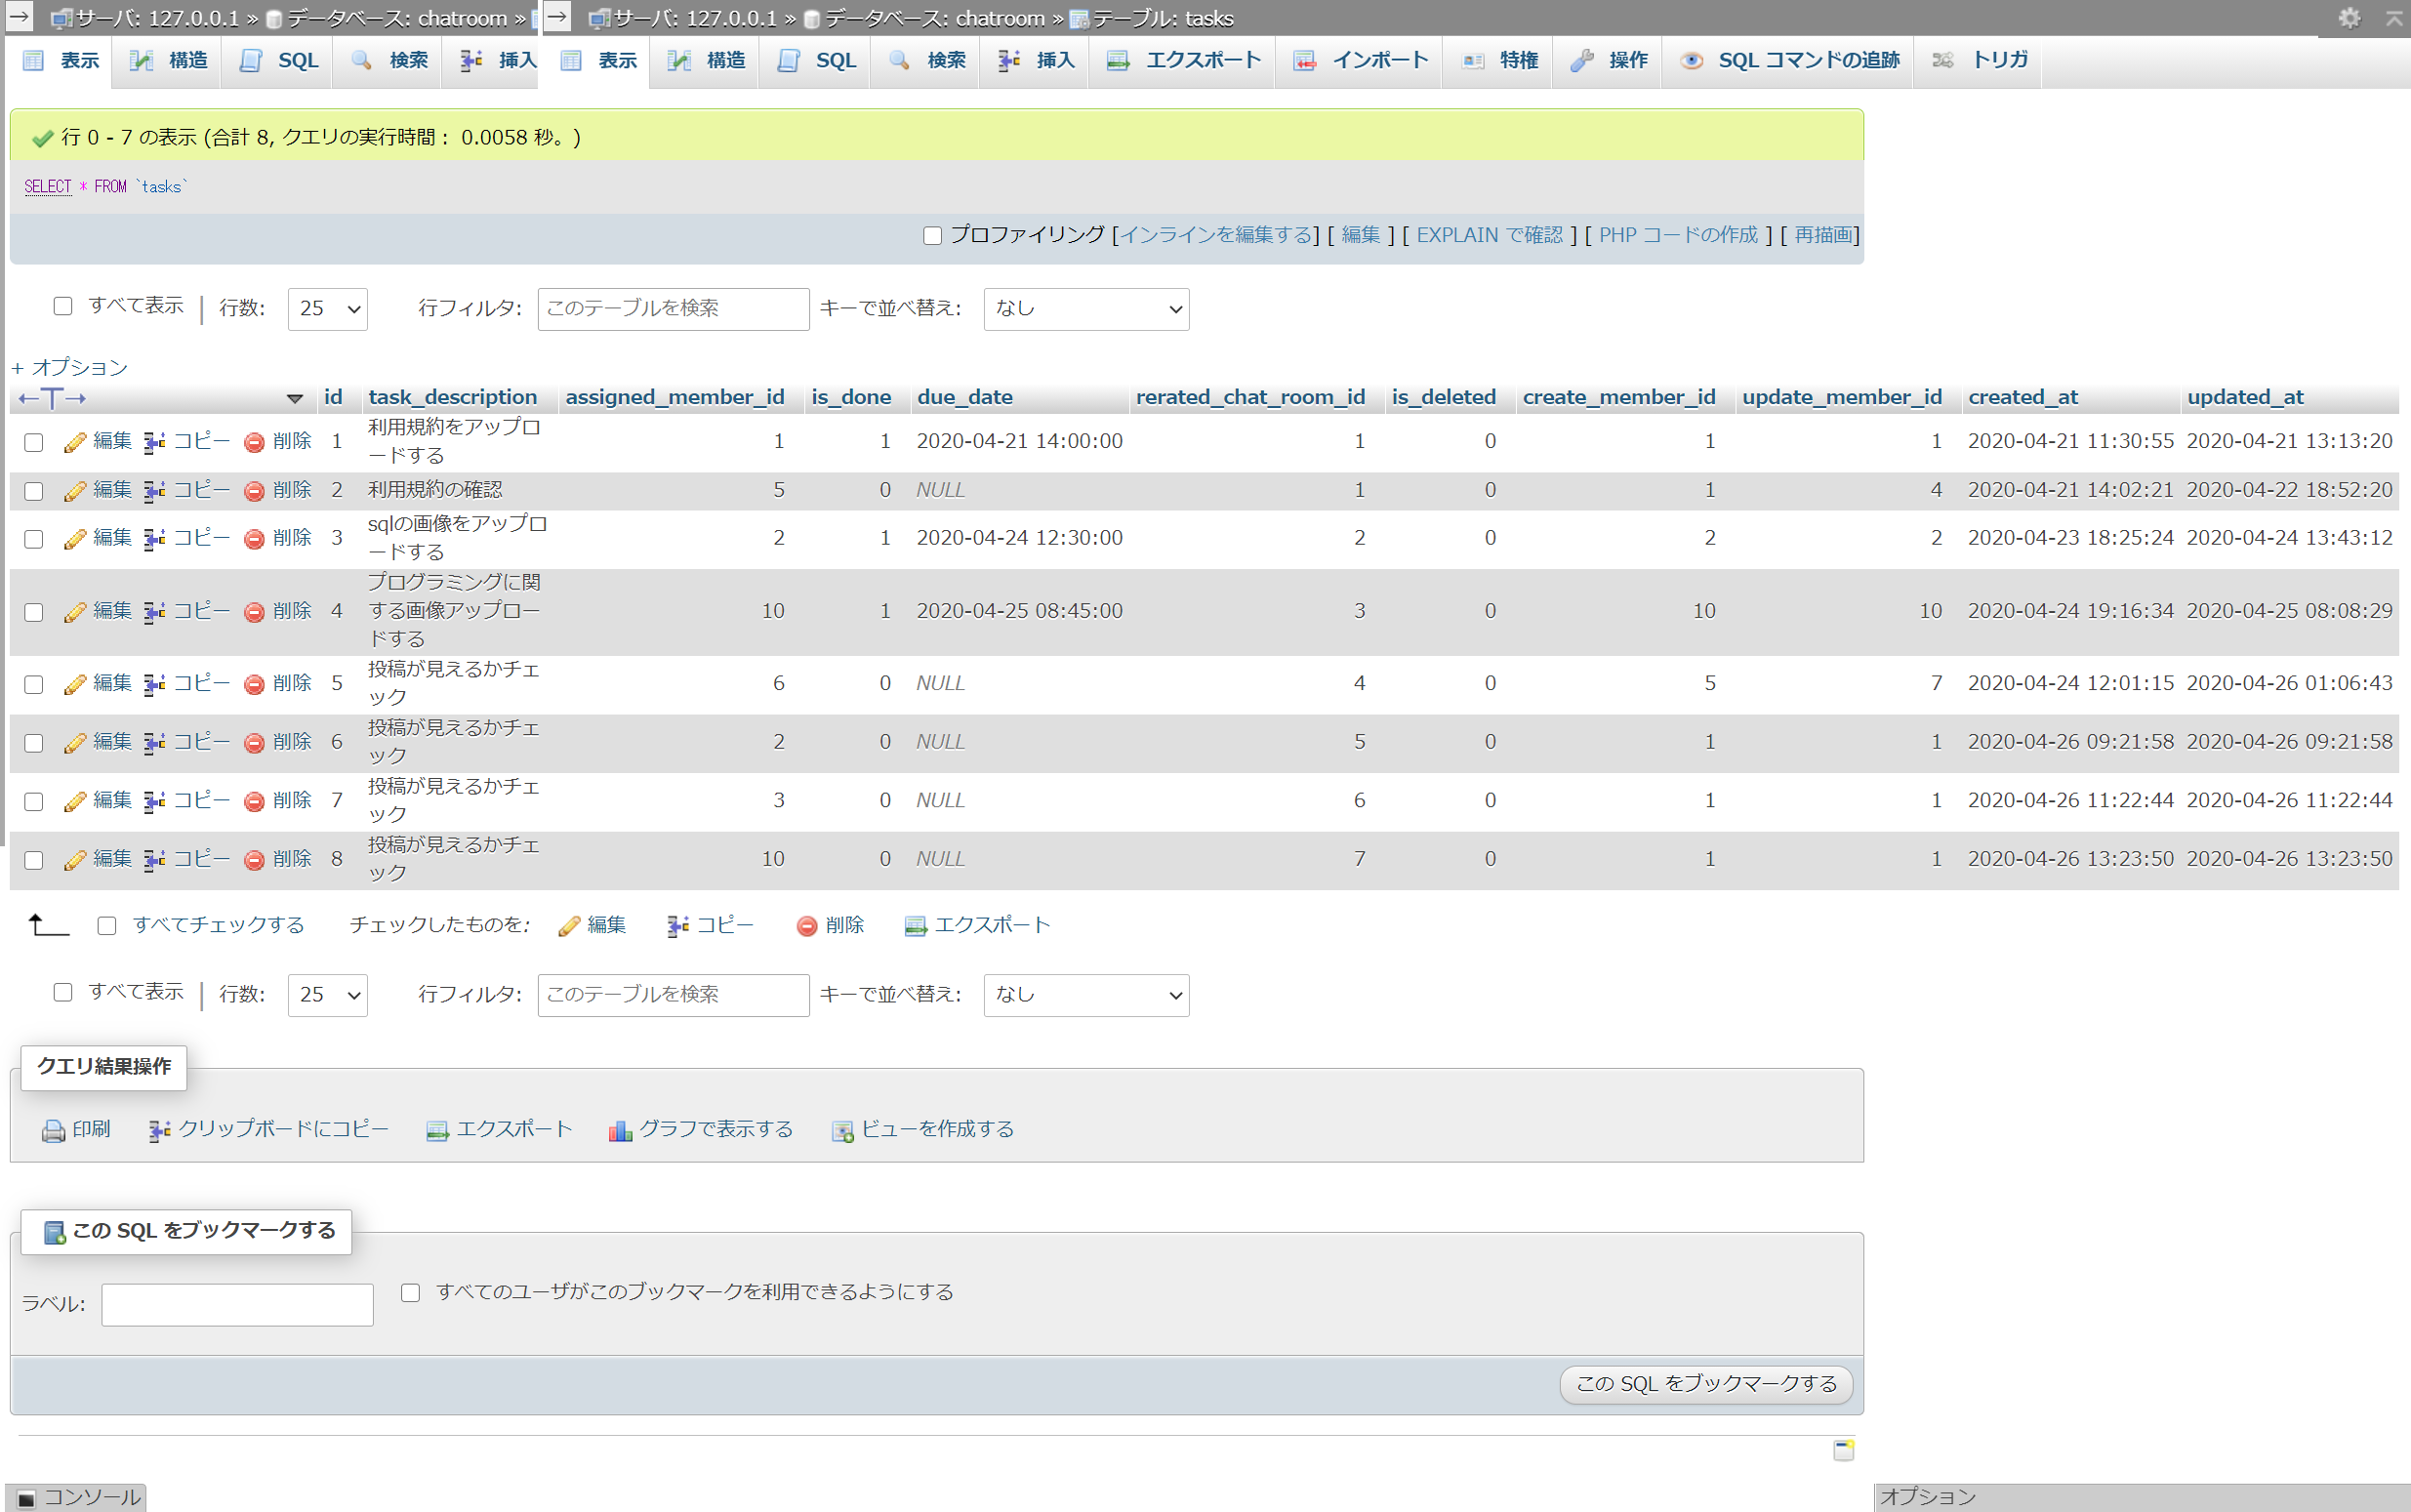 サーバ: 127.0.0.1 » データベース: chatroom »
サーバ: 127.0.0.1 » データベース: chatroom » テーブル: tasks
表示 構造 SQL 検索 挿入
表示 構造 SQL 検索 挿入 エクスポート インポート 特権 操作 SQL コマンドの追跡 トリガ
行 0 - 7 の表示 (合計 8, クエリの実行時間： 0.0058 秒。)
SELECT * FROM `tasks`
プロファイリング [インラインを編集する] [ 編集 ] [ EXPLAIN で確認 ] [ PHP コードの作成 ] [ 再描画]
すべて表示 | 行数: 25 行フィルタ: このテーブルを検索 キーで並べ替え: なし
+ オプション
←T→ id task_description assigned_member_id is_done due_date rerated_chat_room_id is_deleted create_member_id update_member_id created_at updated_at
編集 コピー 削除 1 利用規約をアップロードする 1 1 2020-04-21 14:00:00 1 0 1 1 2020-04-21 11:30:55 2020-04-21 13:13:20
編集 コピー 削除 2 利用規約の確認 5 0 NULL 1 0 1 4 2020-04-21 14:02:21 2020-04-22 18:52:20
編集 コピー 削除 3 sqlの画像をアップロードする 2 1 2020-04-24 12:30:00 2 0 2 2 2020-04-23 18:25:24 2020-04-24 13:43:12
編集 コピー 削除 4 プログラミングに関する画像アップロードする 10 1 2020-04-25 08:45:00 3 0 10 10 2020-04-24 19:16:34 2020-04-25 08:08:29
編集 コピー 削除 5 投稿が見えるかチェック 6 0 NULL 4 0 5 7 2020-04-24 12:01:15 2020-04-26 01:06:43
編集 コピー 削除 6 投稿が見えるかチェック 2 0 NULL 5 0 1 1 2020-04-26 09:21:58 2020-04-26 09:21:58
編集 コピー 削除 7 投稿が見えるかチェック 3 0 NULL 6 0 1 1 2020-04-26 11:22:44 2020-04-26 11:22:44
編集 コピー 削除 8 投稿が見えるかチェック 10 0 NULL 7 0 1 1 2020-04-26 13:23:50 2020-04-26 13:23:50
すべてチェックする チェックしたものを: 編集 コピー 削除 エクスポート
すべて表示 | 行数: 25 行フィルタ: このテーブルを検索 キーで並べ替え: なし
クエリ結果操作
印刷 クリップボードにコピー エクスポート グラフで表示する ビューを作成する
この SQL をブックマークする
ラベル: すべてのユーザがこのブックマークを利用できるようにする
この SQL をブックマークする
コンソール オプション